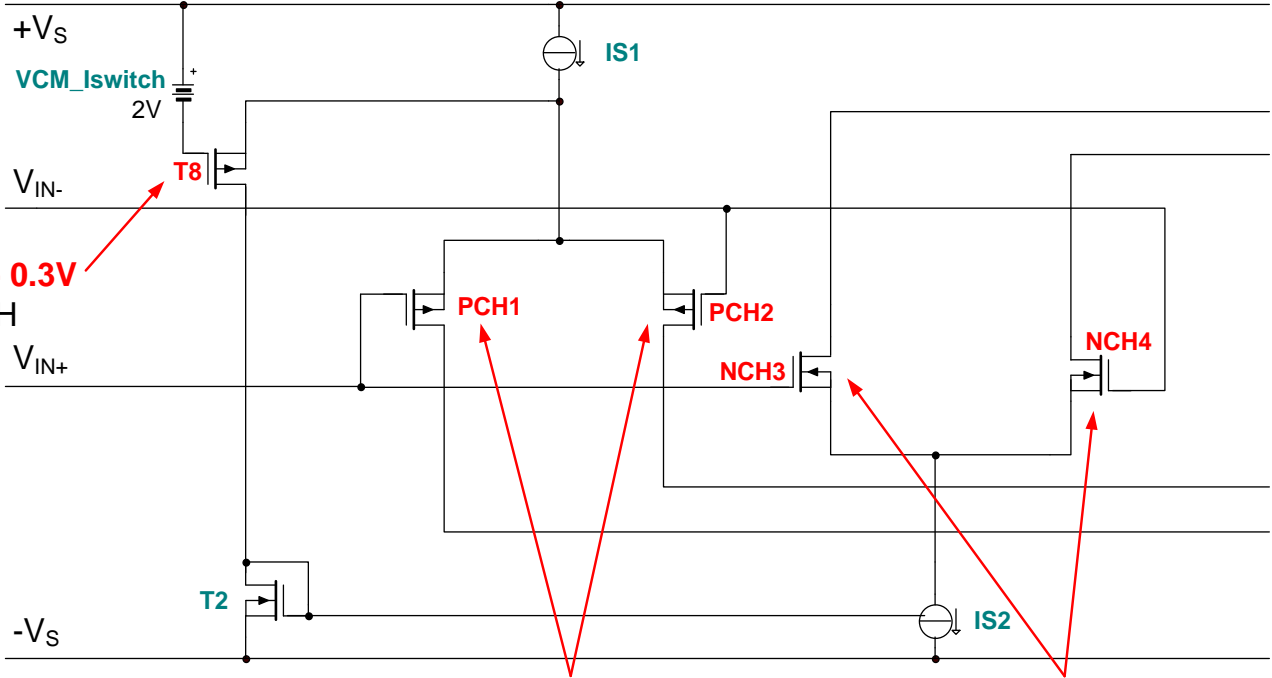 +VS
IS1
VCM_Iswitch
+
2V
T8
VIN-
0.3V
PCH1
PCH2
NCH4
VIN+
NCH3
T2
IS2
-VS